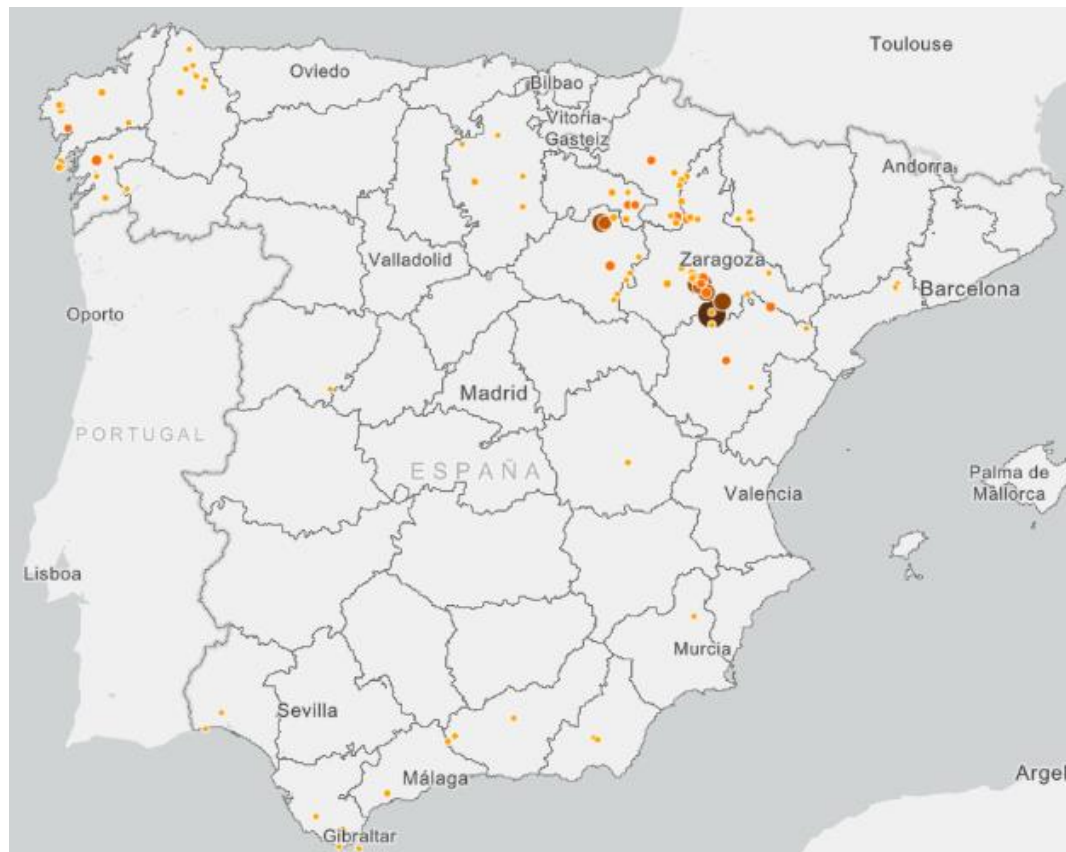 Toulouse
Oviedo
Bilbao
Vitoria-
Gasteiz
Andorra
Zaragoza
Valladolid
Barcelona
Oporto
Madrid
PORTUGAL
ESPAÑA
Palma de
Mallorca
Valencia
Lisboa
Murcia
Sevilla
Málaga
Argel
Gibraltar